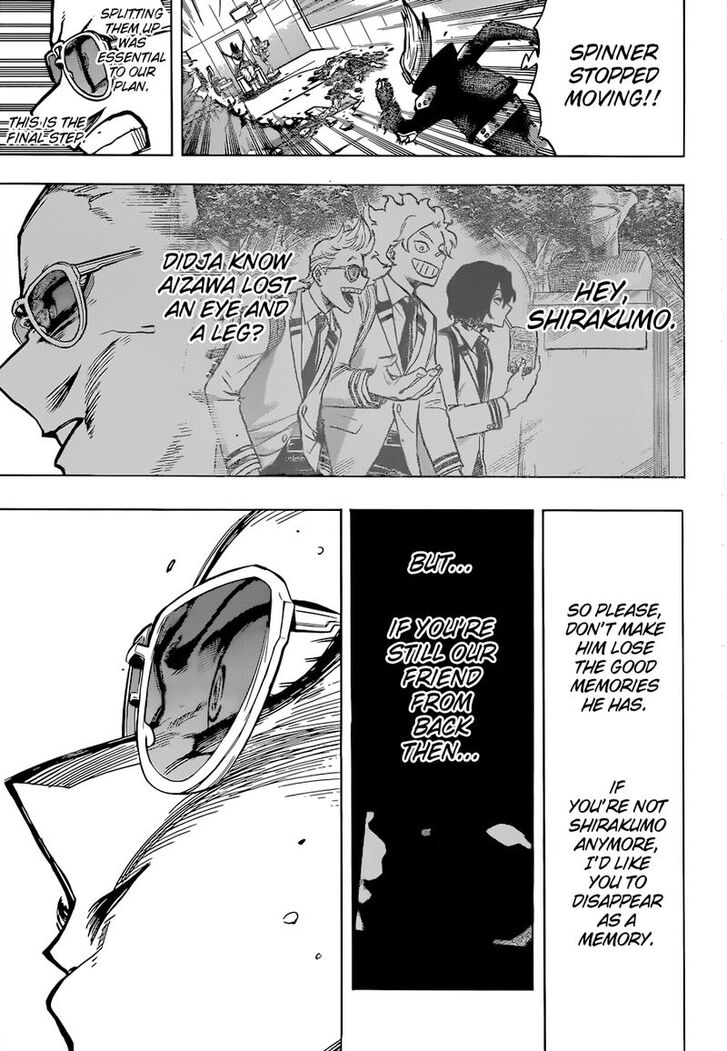 SPINNER
STOPPED
MOVING!!
SPLITTING
THEM UP
WAS
ESSENTIAL
TO OUR
PLAN.
THIS IS THE
FINAL STEP.
HEY,
SHIRAKUMO.
DIDJA KNOW
AIZAWA LOST
AN EYE AND
A LEG?
SO PLEASE,
DON'T MAKE
HIM LOSE
THE GOOD
MEMORIES
HE HAS.
IF
YOU'RE NOT
SHIRAKUMO
ANYMORE,
I'D LIKE
YOU TO
DISAPPEAR
AS A
MEMORY.
BUT...
IF YOU'RE
STILL OUR
FRIEND
FROM
BACK
THEN...